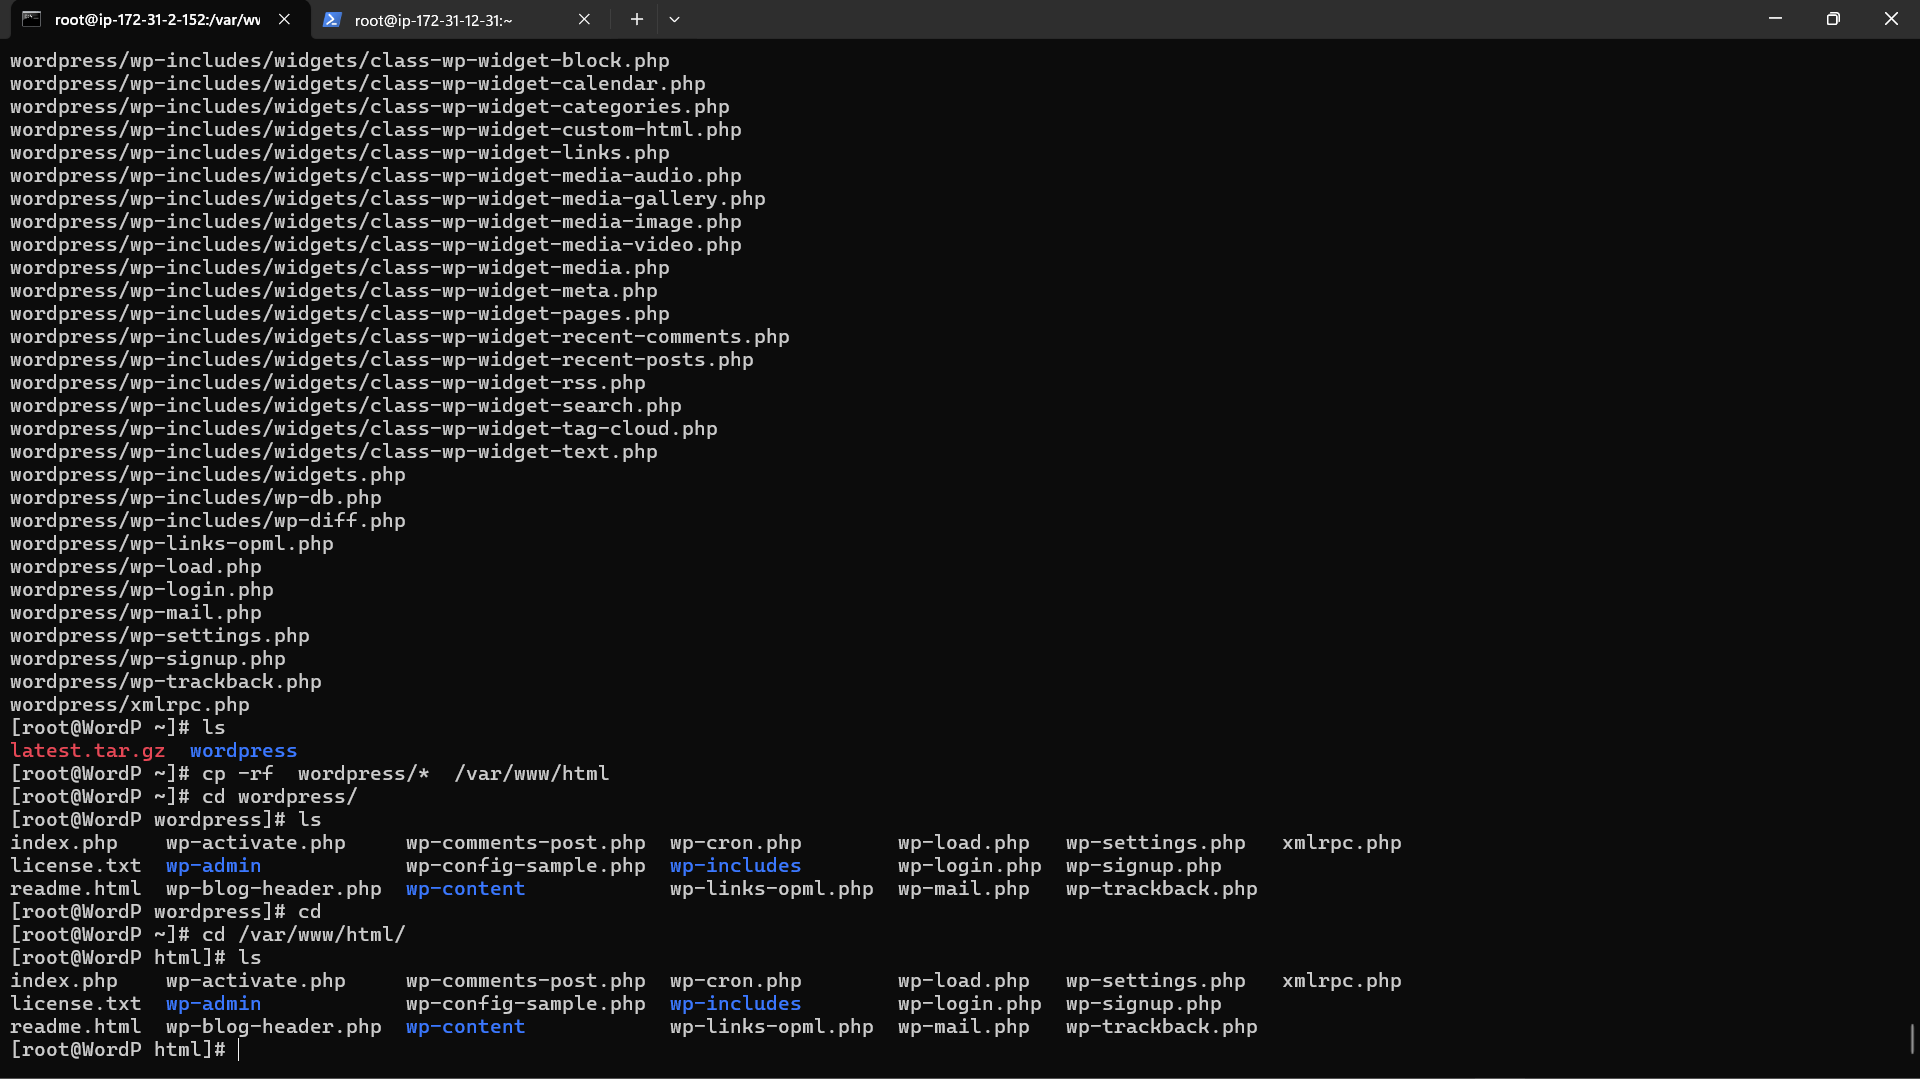 root@ip-172-31-2-152:/var/wv
root@ip-172-31-12-31:~
wordpress/wp-includes/widgets/class-wp-widget-block.php
wordpress/wp-includes/widgets/class-wp-widget-calendar.php
wordpress/wp-includes/widgets/class-wp-widget-categories.php
wordpress/wp-includes/widgets/class-wp-widget-custom-html.php
wordpress/wp-includes/widgets/class-wp-widget-links.php
wordpress/wp-includes/widgets/class-wp-widget-media-audio.php
wordpress/wp-includes/widgets/class-wp-widget-media-gallery.php
wordpress/wp-includes/widgets/class-wp-widget-media-image.php
wordpress/wp-includes/widgets/class-wp-widget-media-video.php
wordpress/wp-includes/widgets/class-wp-widget-media.php
wordpress/wp-includes/widgets/class-wp-widget-meta.php
wordpress/wp-includes/widgets/class-wp-widget-pages.php
wordpress/wp-includes/widgets/class-wp-widget-recent-comments.php
wordpress/wp-includes/widgets/class-wp-widget-recent-posts.php
wordpress/wp-includes/widgets/class-wp-widget-rss.php
wordpress/wp-includes/widgets/class-wp-widget-search.php
wordpress/wp-includes/widgets/class-wp-widget-tag-cloud.php
wordpress/wp-includes/widgets/class-wp-widget-text.php
wordpress/wp-includes/widgets.php
wordpress/wp-includes/wp-db.php
wordpress/wp-includes/wp-diff.php
wordpress/wp-links-opml.php
wordpress/wp-load.php
wordpress/wp-login.php
wordpress/wp-mail.php
wordpress/wp-settings.php
wordpress/wp-signup.php
wordpress/wp-trackback.php
wordpress/xmlrpc.php
[root@WordP ~]# ls
latest.tar.gz  wordpress
[root@WordP ~]# cp -rf  wordpress/*  /var/www/html
[root@WordP ~]# cd wordpress/
[root@WordP wordpress]# ls
index.php    wp-activate.php     wp-comments-post.php  wp-cron.php        wp-load.php   wp-settings.php   xmlrpc.php
license.txt  wp-admin            wp-config-sample.php  wp-includes        wp-login.php  wp-signup.php
readme.html  wp-blog-header.php  wp-content            wp-links-opml.php  wp-mail.php   wp-trackback.php
[root@WordP wordpress]# cd
[root@WordP ~]# cd /var/www/html/
[root@WordP html]# ls
index.php    wp-activate.php     wp-comments-post.php  wp-cron.php        wp-load.php   wp-settings.php   xmlrpc.php
license.txt  wp-admin            wp-config-sample.php  wp-includes        wp-login.php  wp-signup.php
readme.html  wp-blog-header.php  wp-content            wp-links-opml.php  wp-mail.php   wp-trackback.php
[root@WordP html]#